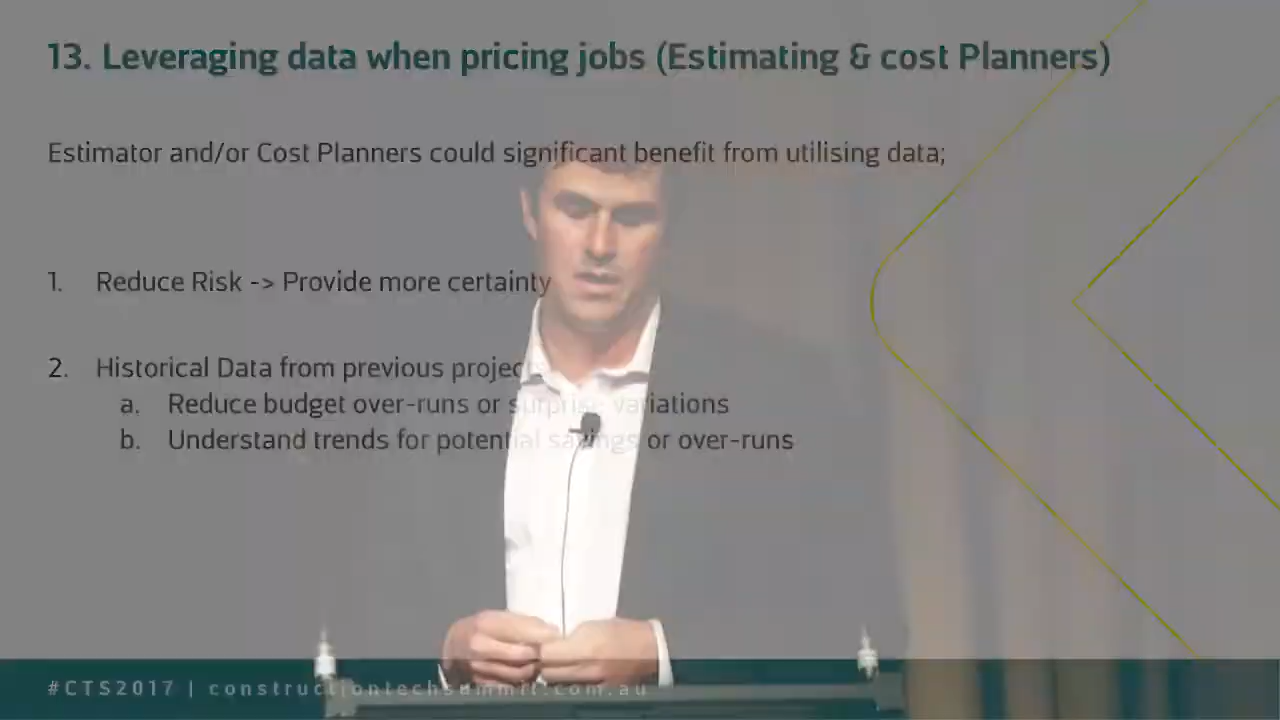 13. Leveraging data when pricing jobs (Estimating & cost Planners)
Estimator and/or Cost Planners could significant benefit from utilising data;
1. Reduce Risk -> Provide more certainty
2. Historical Data from previous projects
a. Reduce budget over-runs or surprise variations
b. Understand trends for potential savings or over-runs
#CTS2017 | constructiontechsummit.com.au